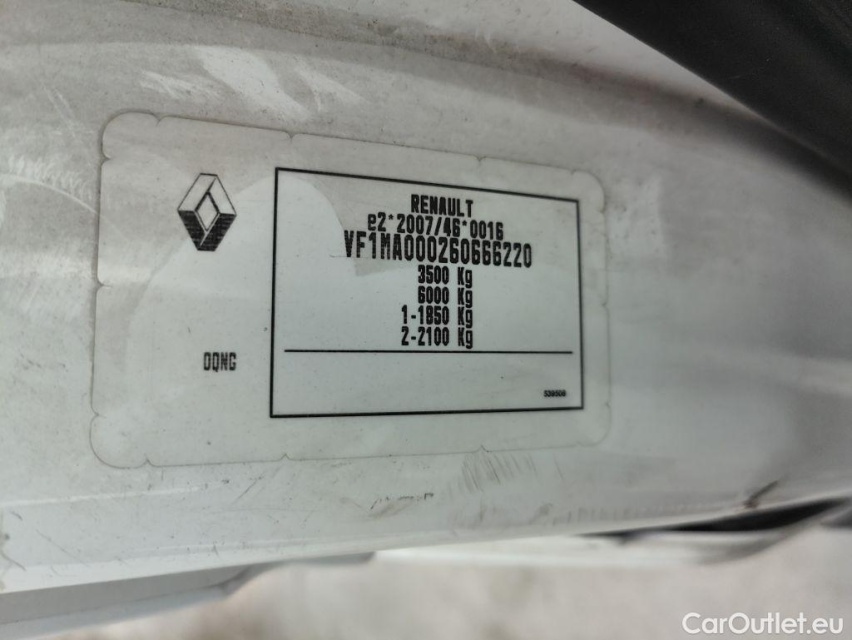 RENAULT
e2*2007/46*0016
VF1MA000260666220
3500 Kg
6000 Kg
1-1850 Kg
2-2100 Kg
DQNG
539508
CarOutlet.eu